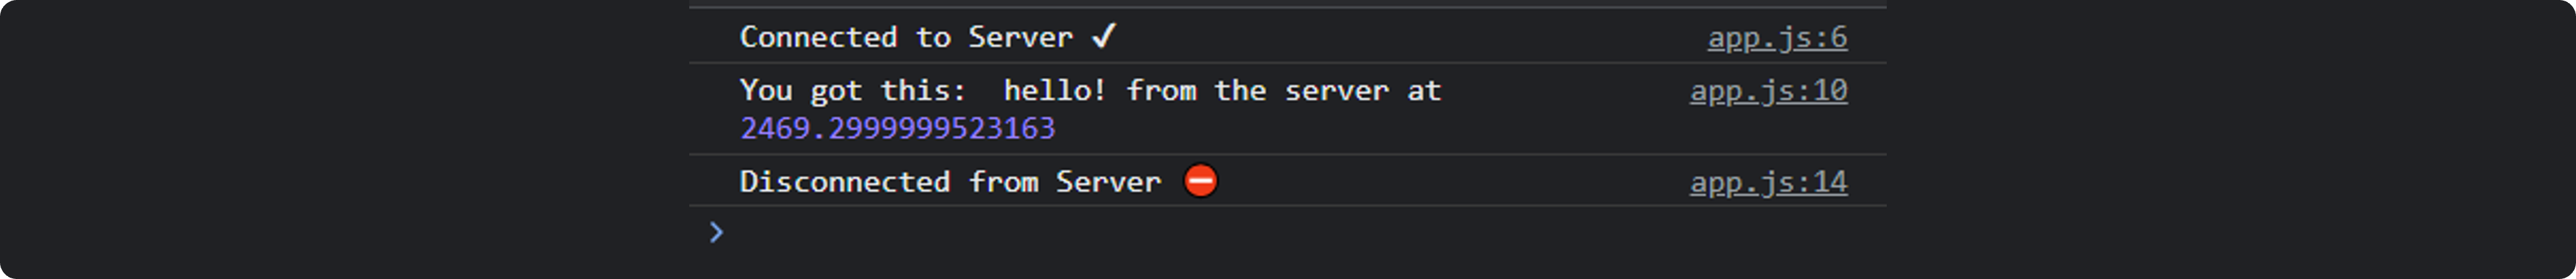 Connected to Server ✓ app.js:6
You got this:  hello! from the server at app.js:10
2469.2999999523163
Disconnected from Server ⛔ app.js:14
>